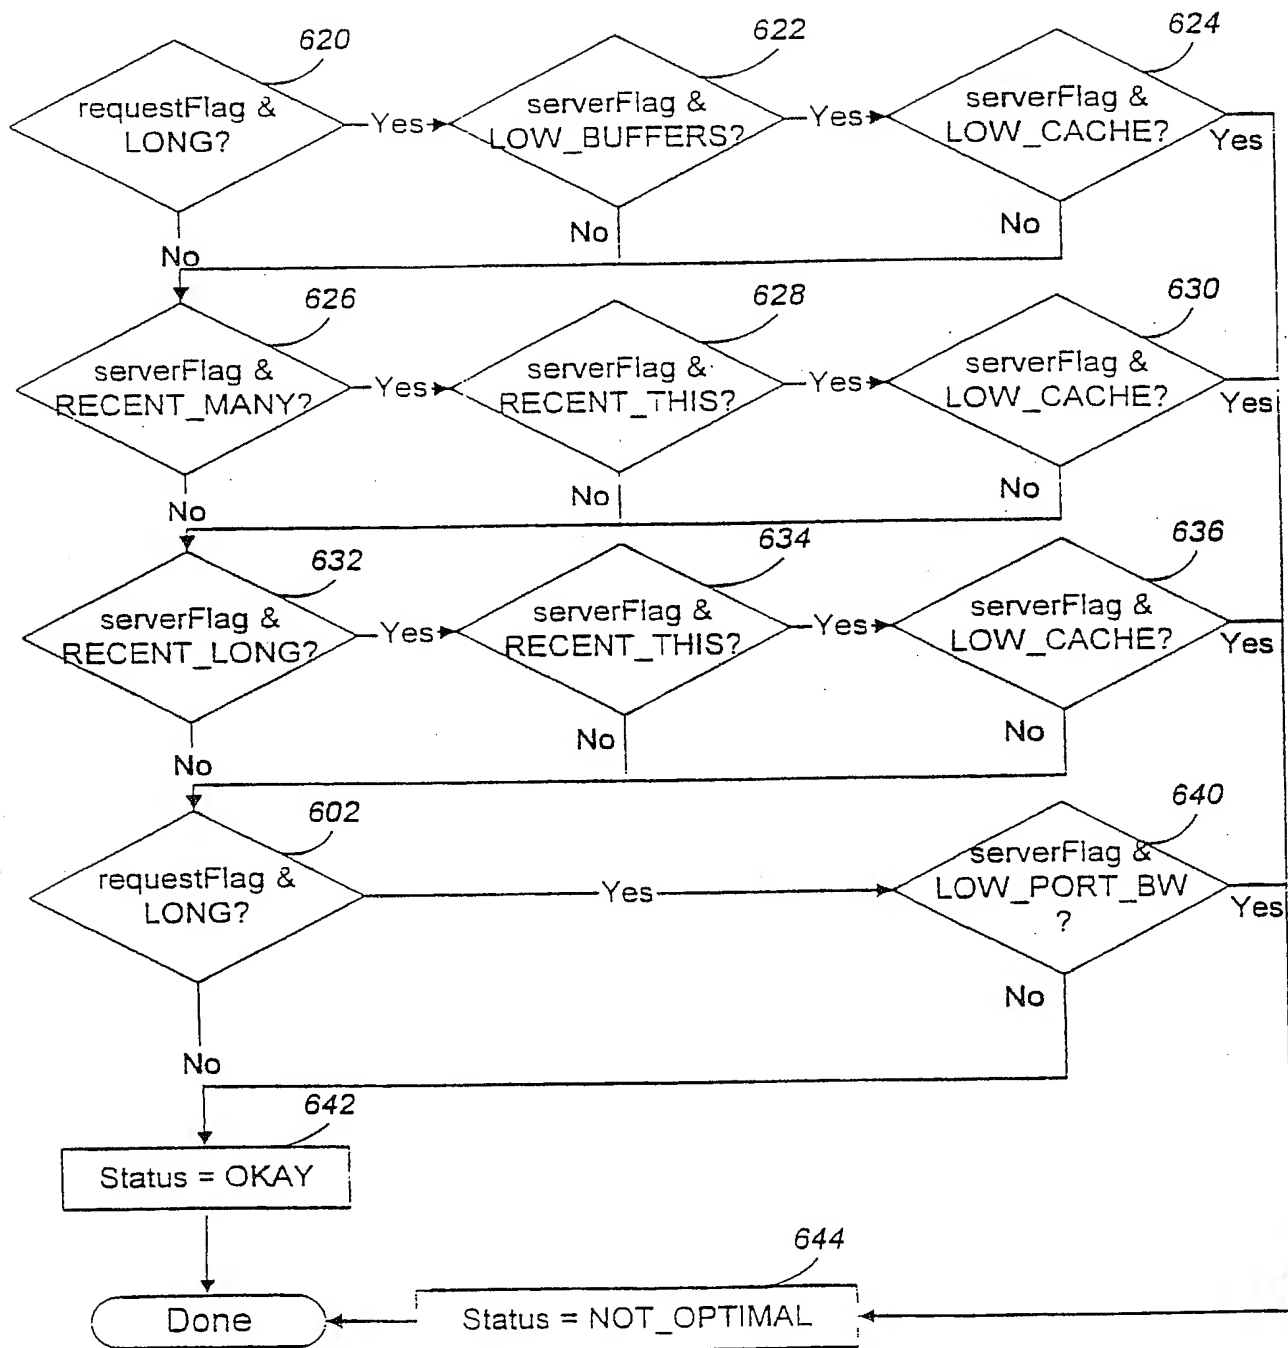 620
622
624
requestFlag &
LONG?
Yes
serverFlag &
LOW_BUFFERS?
Yes
serverFlag &
LOW_CACHE?
Yes
No
No
No
626
628
630
serverFlag &
RECENT_MANY?
Yes
serverFlag &
RECENT_THIS?
Yes
serverFlag &
LOW_CACHE?
Yes
No
No
No
632
634
636
serverFlag &
RECENT_LONG?
Yes
serverFlag &
RECENT_THIS?
Yes
serverFlag &
LOW_CACHE?
Yes
No
No
No
602
640
requestFlag &
LONG?
Yes
serverFlag &
LOW_PORT_BW
?
Yes
No
No
642
Status = OKAY
644
Done
Status = NOT_OPTIMAL